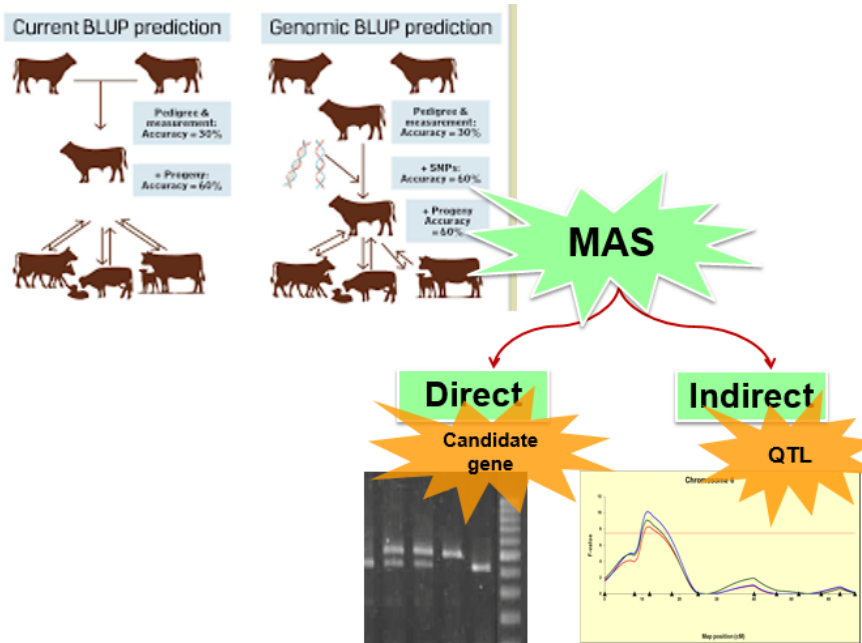 Current BLUP prediction
Genomic BLUP prediction
Pedigree &
measurement:
Accuracy = 30%
+ Progeny:
Accuracy = 60%
Pedigree &
measurement:
Accuracy = 30%
+ SNPs:
Accuracy = 60%
+ Progeny
Accuracy
= 60%
MAS
Direct
Indirect
Candidate
gene
QTL
Chromosome 6
F-value
Map position (cM)